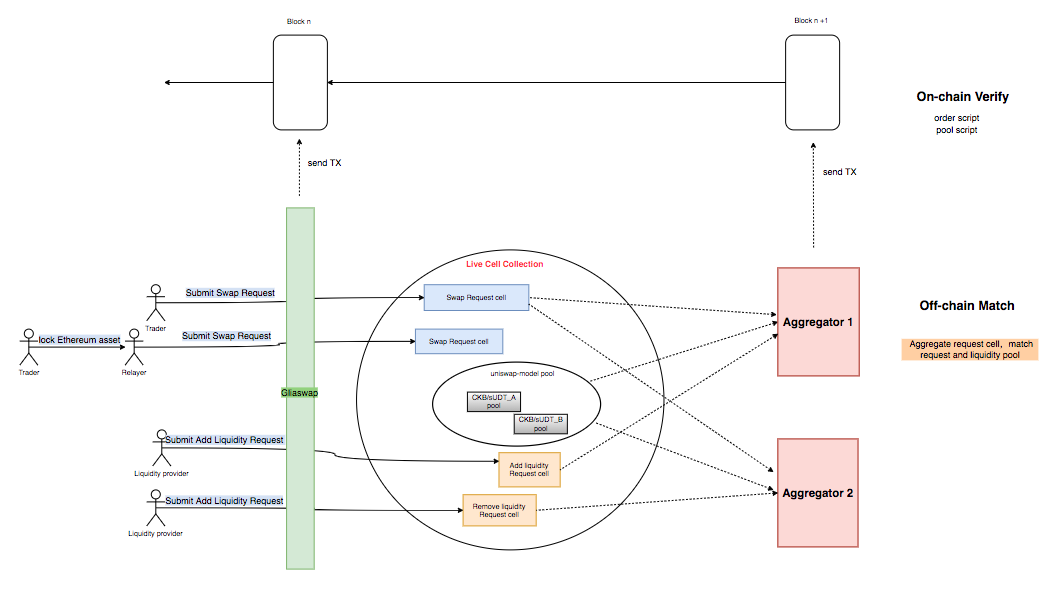 Block n
Block n +1
On-chain Verify
order script
pool script
send TX
send TX
Live Cell Collection
Submit Swap Request
Swap Request cell
Trader
Off-chain Match
Aggregator 1
lock Ethereum asset
Submit Swap Request
Swap Request cell
Aggregate request cell，match
request and liquidity pool
Trader
Relayer
uniswap-model pool
Gliaswap
CKB/sUDT_A
pool
CKB/sUDT_B
pool
Submit Add Liquidity Request
Liquidity provider
Add liquidity
Request cell
Aggregator 2
Submit Add Liquidity Request
Remove liquidity
Request cell
Liquidity provider